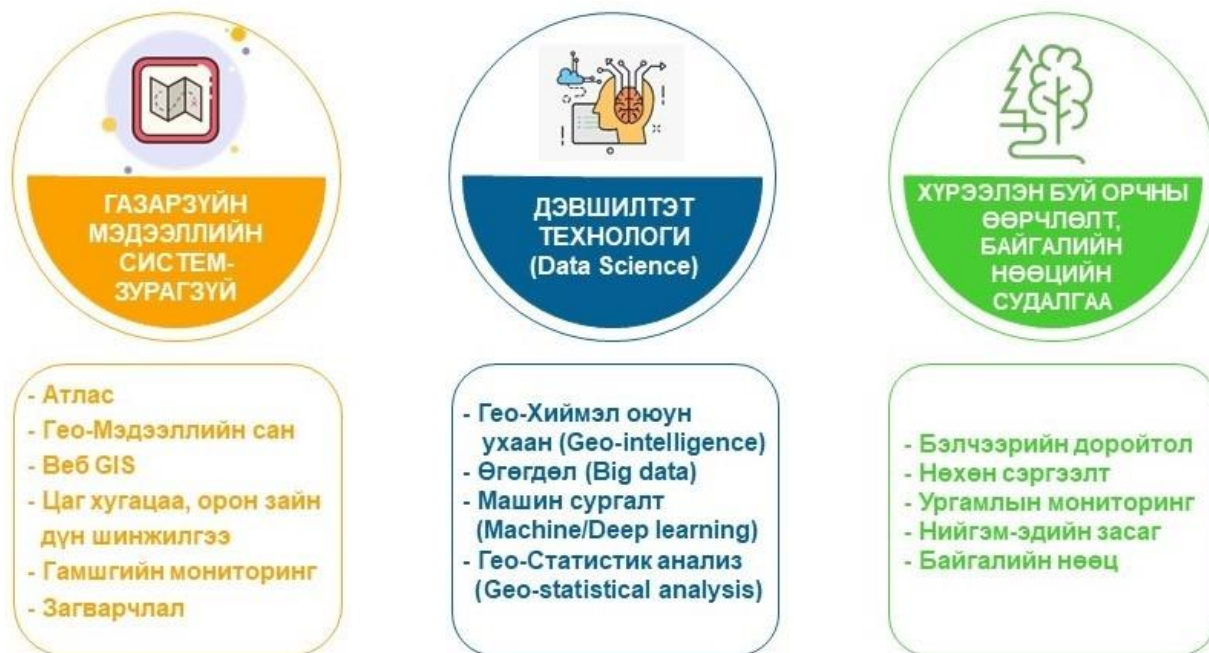 ГАЗАРЗҮЙН
МЭДЭЭЛЛИЙН
СИСТЕМ-
ЗУРАГЗҮЙ
- Атлас
- Гео-Мэдээллийн сан
- Веб GIS
- Цаг хугацаа, орон зайн
дүн шинжилгээ
- Гамшгийн мониторинг
- Загварчлал
ДЭВШИЛТЭТ
ТЕХНОЛОГИ
(Data Science)
- Гео-Хиймэл оюун
ухаан (Geo-intelligence)
- Өгөгдөл (Big data)
- Машин сургалт
(Machine/Deep learning)
- Гео-Статистик анализ
(Geo-statistical analysis)
ХҮРЭЭЛЭН БУЙ ОРЧНЫ
ӨӨРЧЛӨЛТ,
БАЙГАЛИЙН
НӨӨЦИЙН
СУДАЛГАА
- Бэлчээрийн доройтол
- Нөхөн сэргээлт
- Ургамлын мониторинг
- Нийгэм-эдийн засаг
- Байгалийн нөөц